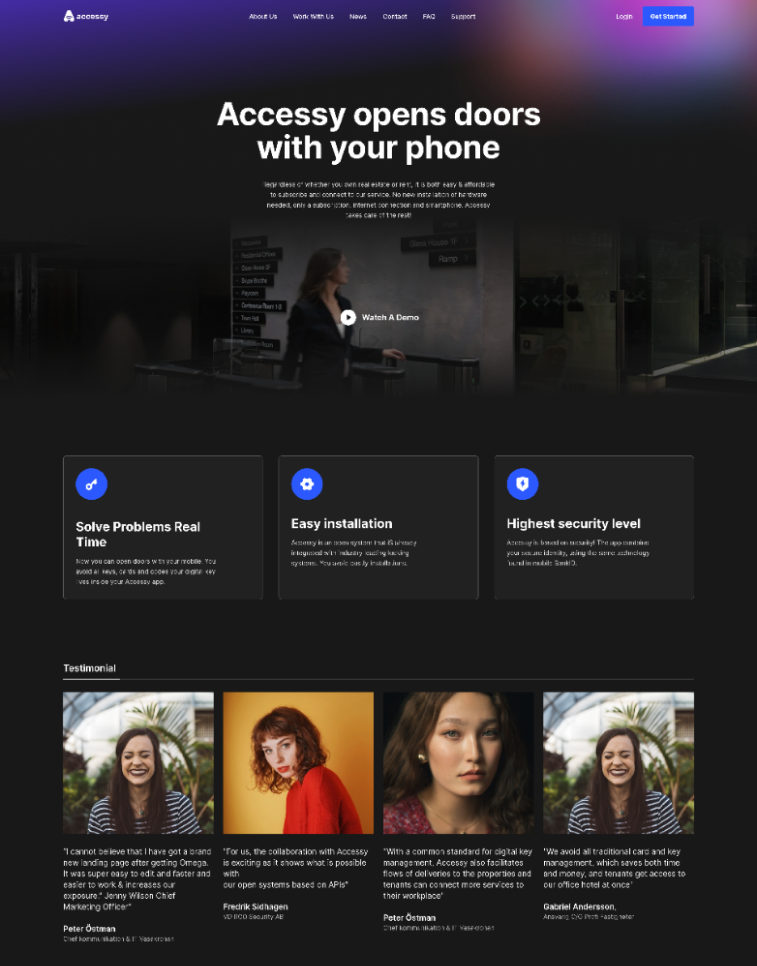 accessy
About Us Work With Us News Contact FAQ Support
Login Get Started
Accessy opens doors
with your phone
Regardless of whether you own real estate or rent, it is both easy & affordable
to subscribe and connect to our service. No new installation of hardware
needed, only a subscription, internet connection and smartphone. Accessy
takes care of the rest!
Glass House 1F
Ramp
Conference Room 1-8
Town Hall
Library
Watch A Demo
Solve Problems Real
Time
Now you can open doors with your mobile. You
avoid all keys, cards and codes your digital key
lives inside your Accessy app.
Easy installation
Accessy is an ecosystem that is already
integrated with industry leading locking
systems. You avoid costly installations.
Highest security level
Accessy is based on security! The app contains
your secure identity, using the same technology
found in mobile BankID.
Testimonial
"I cannot believe that I have got a brand
new landing page after getting Omega.
It was super easy to edit and faster and
easier to work & increase our
exposure." Jenny Wilson Chief
Marketing Officer"
Peter Östman
Chef kommunikation & IT Vasakronan
"For us, the collaboration with Accessy
is exciting as it shows what is possible
with
our open systems based on APIs"
Fredrik Sidhagen
VD RCO Security AB
"With a common standard for digital key
management, Accessy also facilitates
flows of deliveries to the properties and
tenants can connect more services to
their workplace"
Peter Östman
Chef kommunikation & IT Vasakronan
"We avoid all traditional card and key
management, which saves both time
and money, and tenants get access to
our office hotel at once"
Gabriel Andersson,
Ansvarig C/O Profi Fastigheter